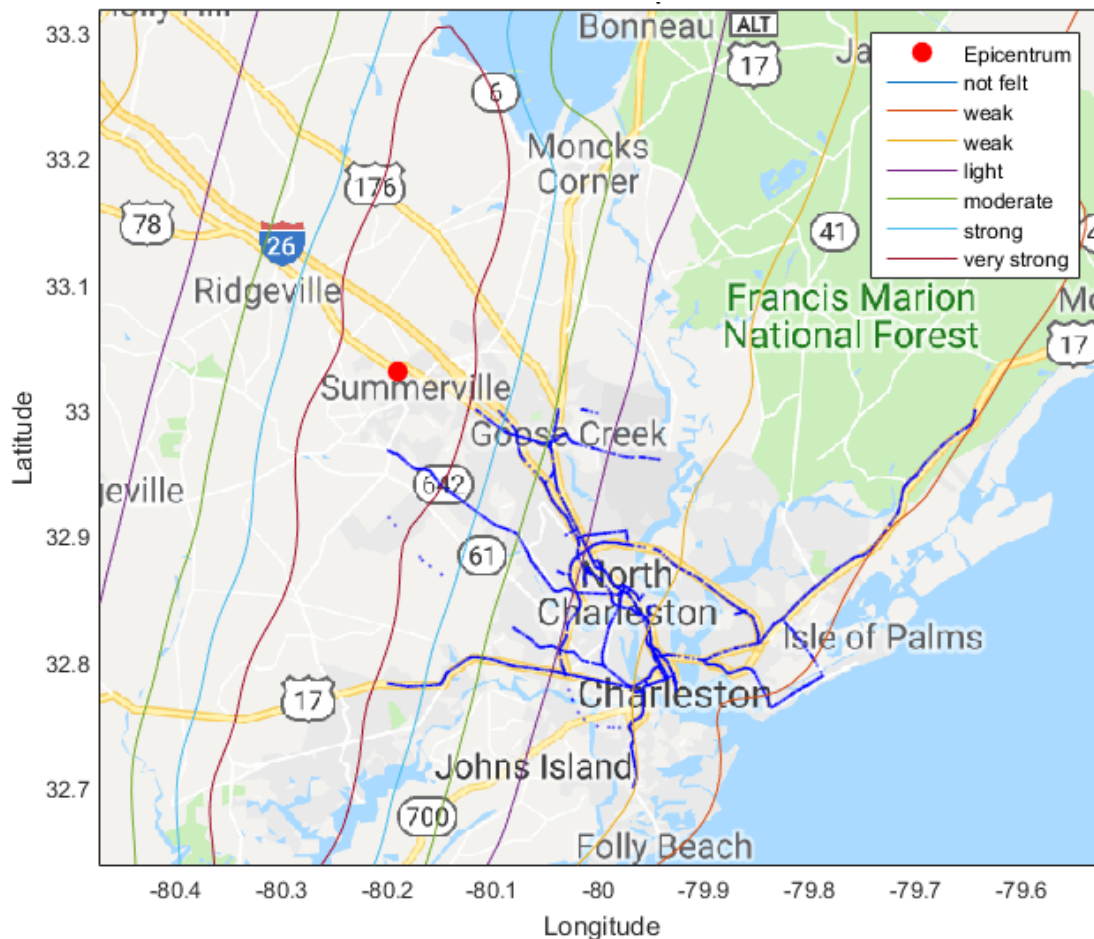 33.3
33.2
33.1
33
32.9
32.8
32.7
Latitude
-80.4
-80.3
-80.2
-80.1
-80
-79.9
-79.8
-79.7
-79.6
Longitude
Epicentrum
not felt
weak
weak
light
moderate
strong
very strong
Bonneau
ALT
17
6
Moncks
Corner
176
78
26
41
Ridgeville
Francis Marion
National Forest
17
Summerville
Goose Creek
geville
642
61
North
Charleston
Isle of Palms
17
Charleston
Johns Island
700
Folly Beach